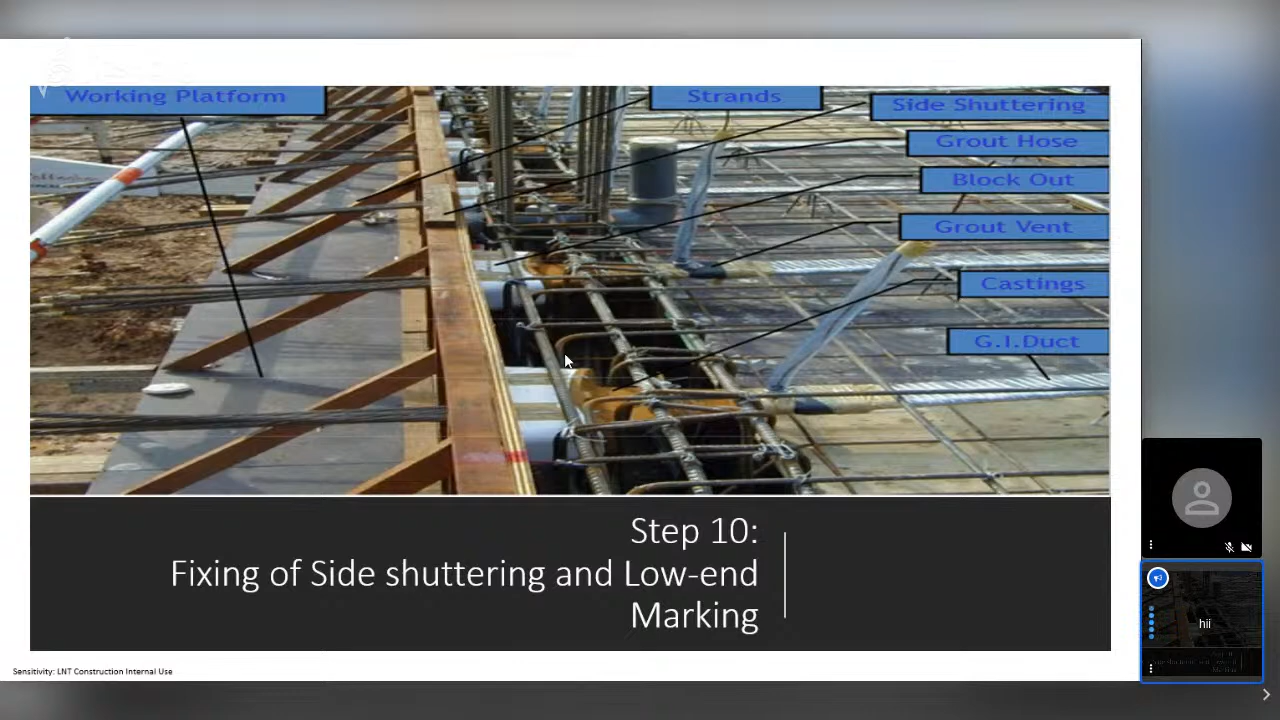 Working Platform
Strands
Side Shuttering
Grout Hose
Block Out
Grout Vent
Castings
G.I.Duct
Step 10:
Fixing of Side shuttering and Low-end
Marking
hii
Sensitivity: LNT Construction Internal Use